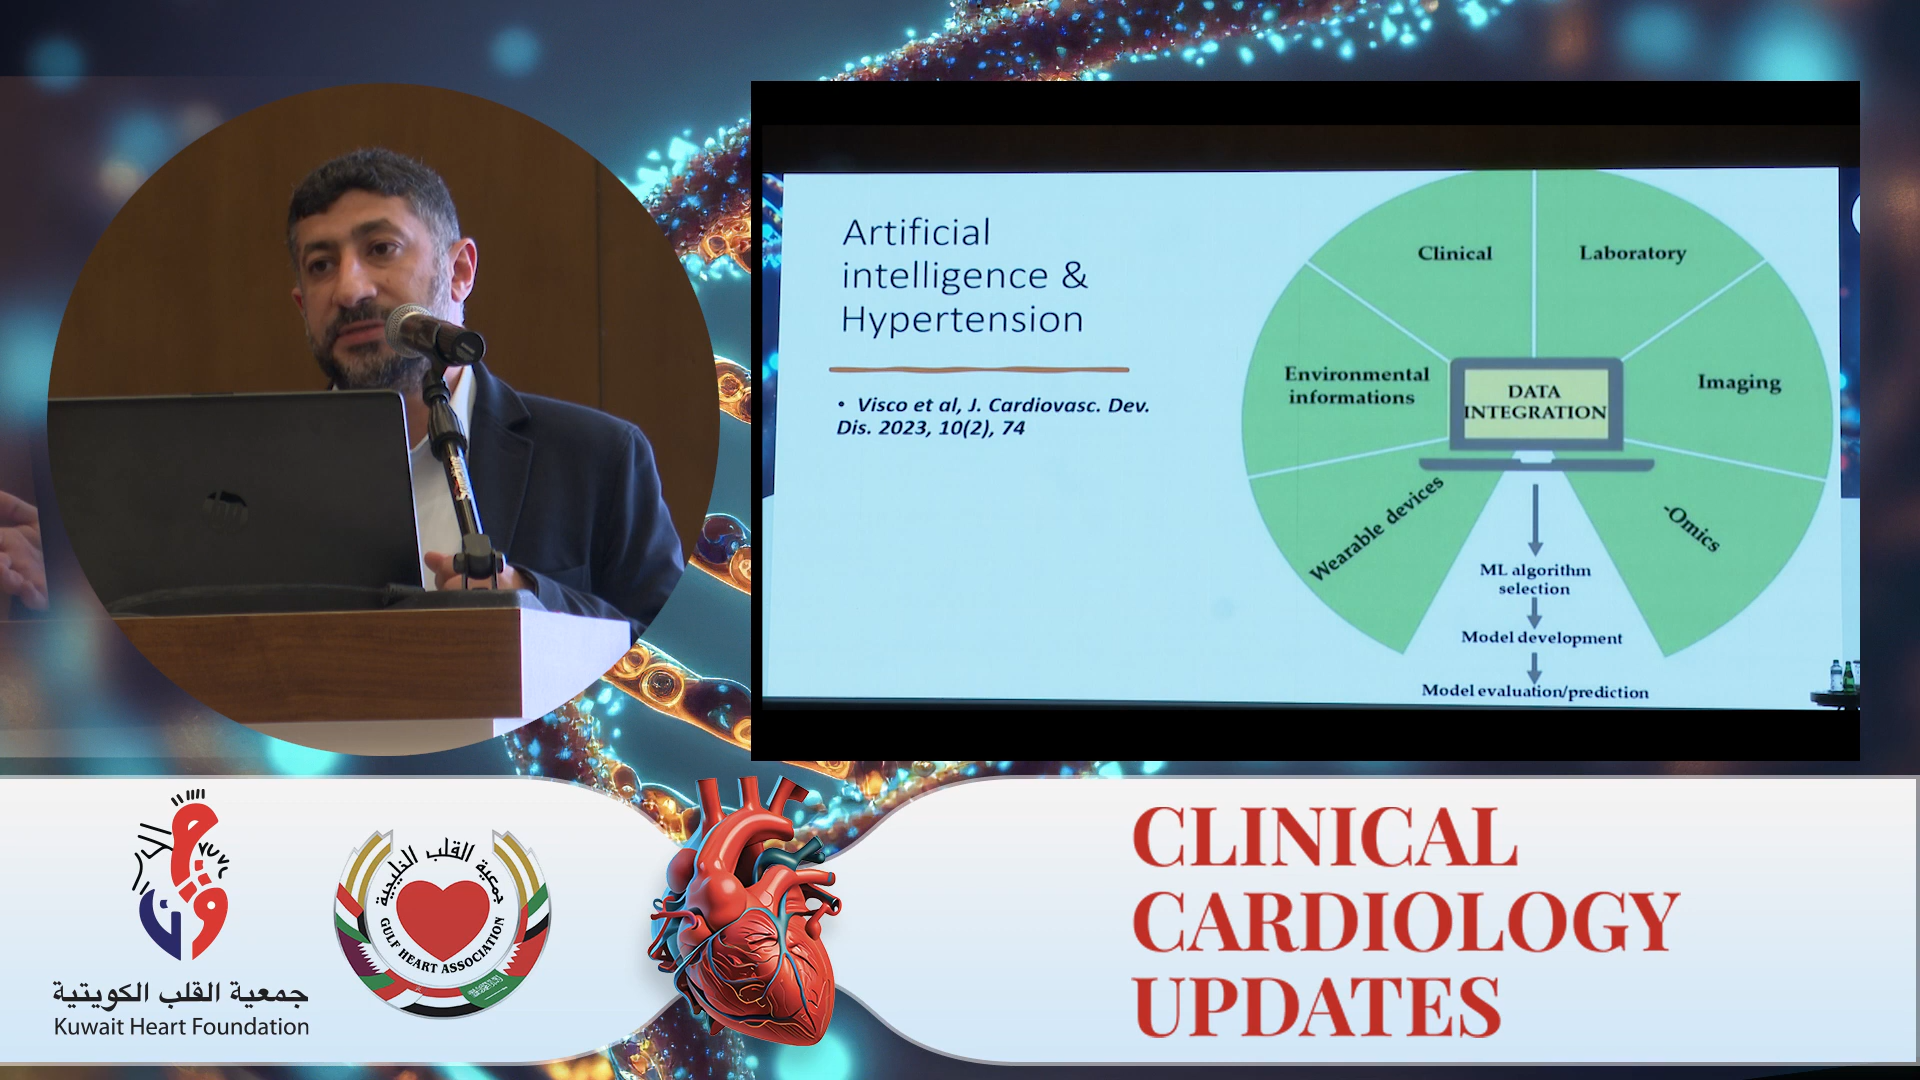 Artificial
intelligence &
Hypertension
• Visco et al, J. Cardiovasc. Dev.
Dis. 2023, 10(2), 74
Clinical
Laboratory
Environmental
informations
Imaging
DATA
INTEGRATION
Wearable devices
-Omics
ML algorithm
selection
Model development
Model evaluation/prediction
hp
جمعية القلب الكويتية
Kuwait Heart Foundation
جمعية القلب الخليجية
GULF HEART ASSOCIATION
CLINICAL
CARDIOLOGY
UPDATES